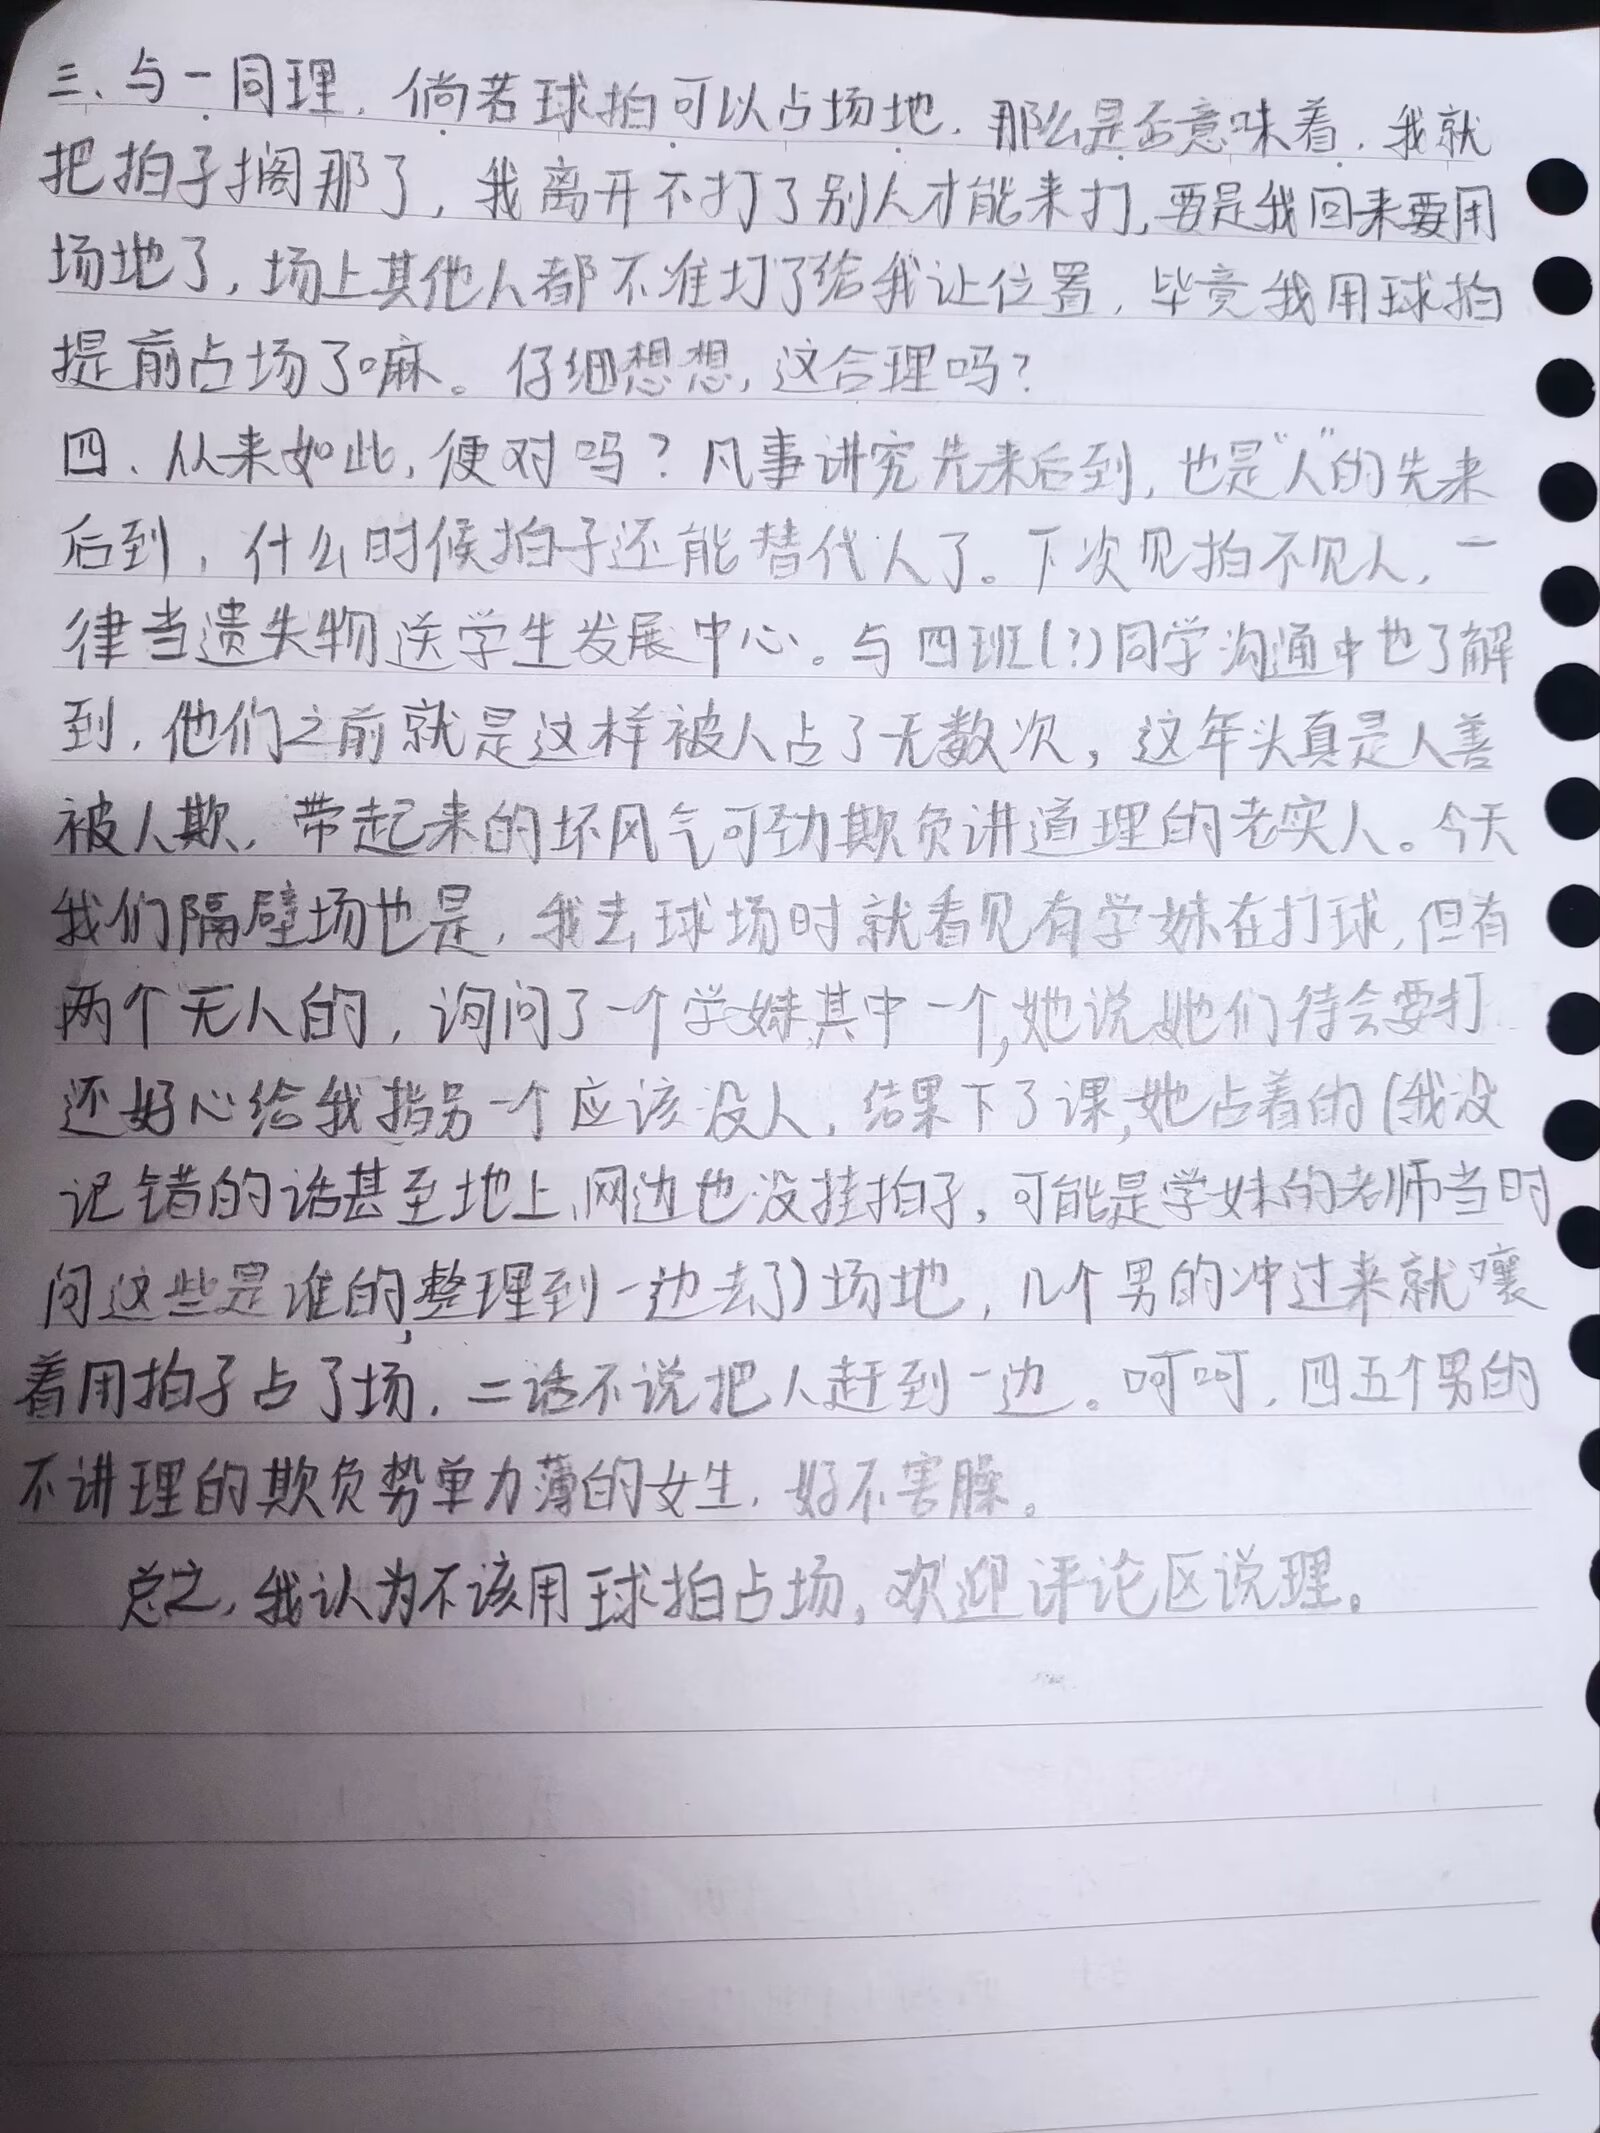 三、与一同理，倘若球拍可以占场地，那么是否意味着，我就
把拍子搁那了，我离开不打了别人才能来打，要是我回来要用
场地了，场上其他人都不准打了给我让位置，毕竟我用球拍
提前占场了嘛。仔细想想，这合理吗？
四、从来如此，便对吗？凡事讲究先来后到，也是“人”的先来
后到，什么时候拍子还能替代人了。下次见拍不见人，一
律当遗失物送学生发展中心。与四班(？)同学沟通中也了解
到，他们之前就是这样被人占了无数次，这年头真是人善
被人欺，带起来的坏风气可劲欺负讲道理的老实人。今天
我们隔壁场也是，我去球场时就看见有学妹在打球，但有
两个无人的，询问了一个学妹其中一个，她说她们待会要打
还好心给我指另一个应该没人，结果下了课，她占着的(我没
记错的话甚至地上、网边也没挂拍子，可能是学妹的老师当时
问这些是谁的，整理到一边去了)场地，几个男的冲过来就嚷
着用拍子占了场，二话不说把人赶到一边。呵呵，四五个男的
不讲理的欺负势单力薄的女生，好不害臊。
总之，我认为不该用球拍占场，欢迎评论区说理。